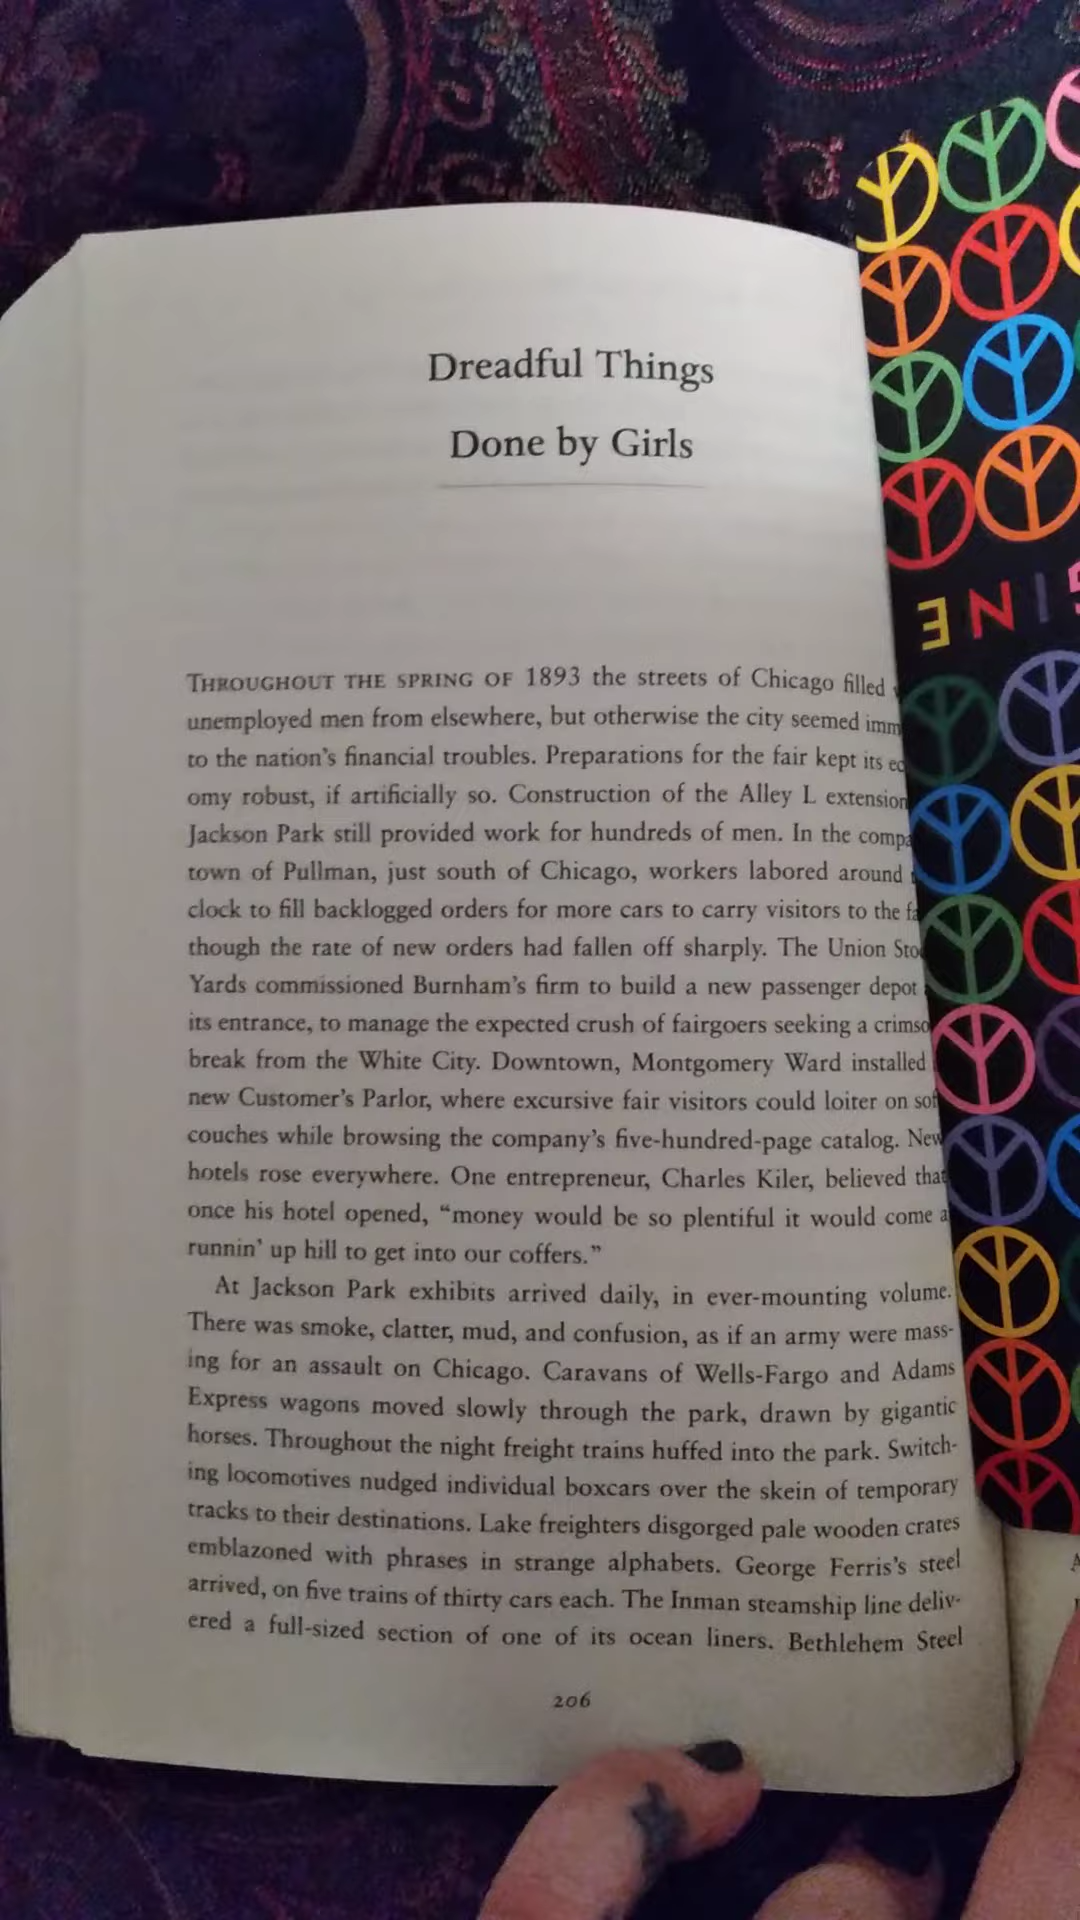 Dreadful Things
Done by Girls
THROUGHOUT THE SPRING OF 1893 the streets of Chicago filled
unemployed men from elsewhere, but otherwise the city seemed imm
to the nation's financial troubles. Preparations for the fair kept its ec
omy robust, if artificially so. Construction of the Alley L extension
Jackson Park still provided work for hundreds of men. In the compa
town of Pullman, just south of Chicago, workers labored around
clock to fill backlogged orders for more cars to carry visitors to the fa
though the rate of new orders had fallen off sharply. The Union Sto
Yards commissioned Burnham's firm to build a new passenger depot
its entrance, to manage the expected crush of fairgoers seeking a crimso
break from the White City. Downtown, Montgomery Ward installed
new Customer's Parlor, where excursive fair visitors could loiter on sof
couches while browsing the company's five-hundred-page catalog. New
hotels rose everywhere. One entrepreneur, Charles Kiler, believed that
once his hotel opened, “money would be so plentiful it would come a
runnin' up hill to get into our coffers.”
At Jackson Park exhibits arrived daily, in ever-mounting volume.
There was smoke, clatter, mud, and confusion, as if an army were mass-
ing for an assault on Chicago. Caravans of Wells-Fargo and Adams
Express wagons moved slowly through the park, drawn by gigantic
horses. Throughout the night freight trains huffed into the park. Switch-
ing locomotives nudged individual boxcars over the skein of temporary
tracks to their destinations. Lake freighters disgorged pale wooden crates
emblazoned with phrases in strange alphabets. George Ferris's steel
arrived, on five trains of thirty cars each. The Inman steamship line deliv-
ered a full-sized section of one of its ocean liners. Bethlehem Steel
206
GINE